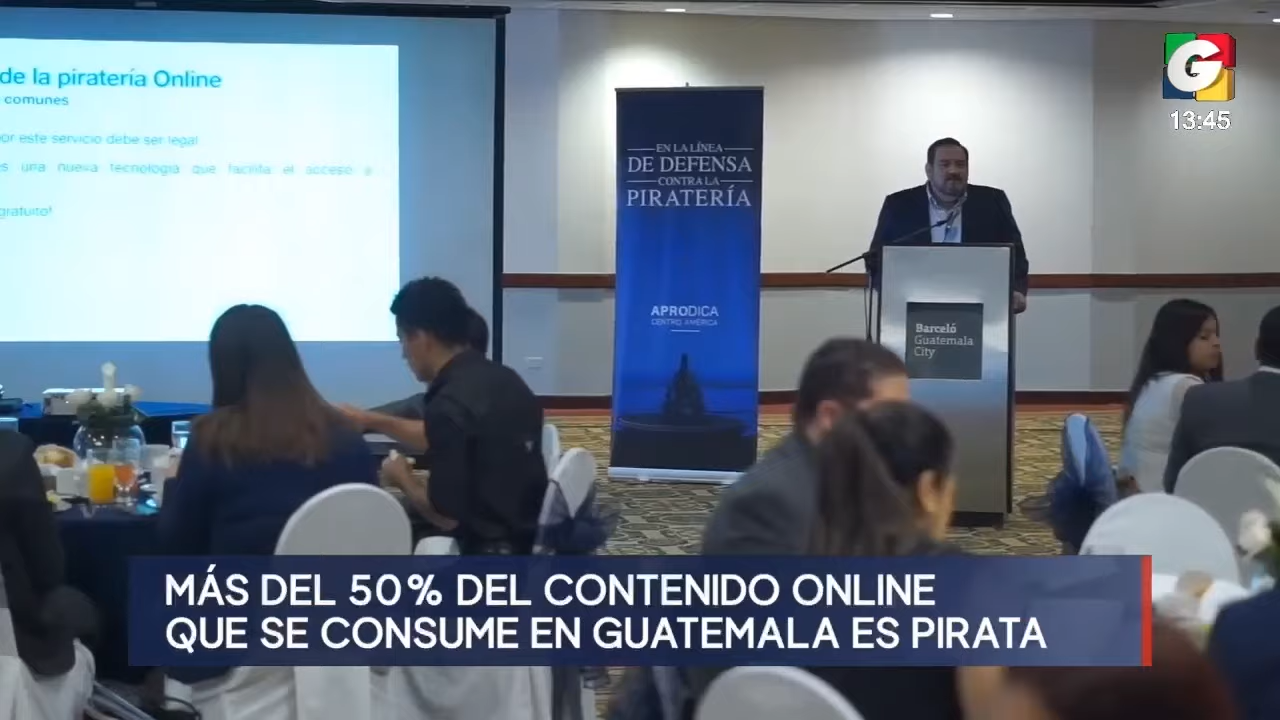 de la piratería Online
comunes
or este servicio debe ser legal
s una nueva tecnología que facilita el acceso a
gratuito!
EN LA LÍNEA
DE DEFENSA
CONTRA LA
PIRATERÍA
APRODICA
CENTRO AMÉRICA
G
13:45
Barceló
Guatemala
City
MÁS DEL 50% DEL CONTENIDO ONLINE
QUE SE CONSUME EN GUATEMALA ES PIRATA